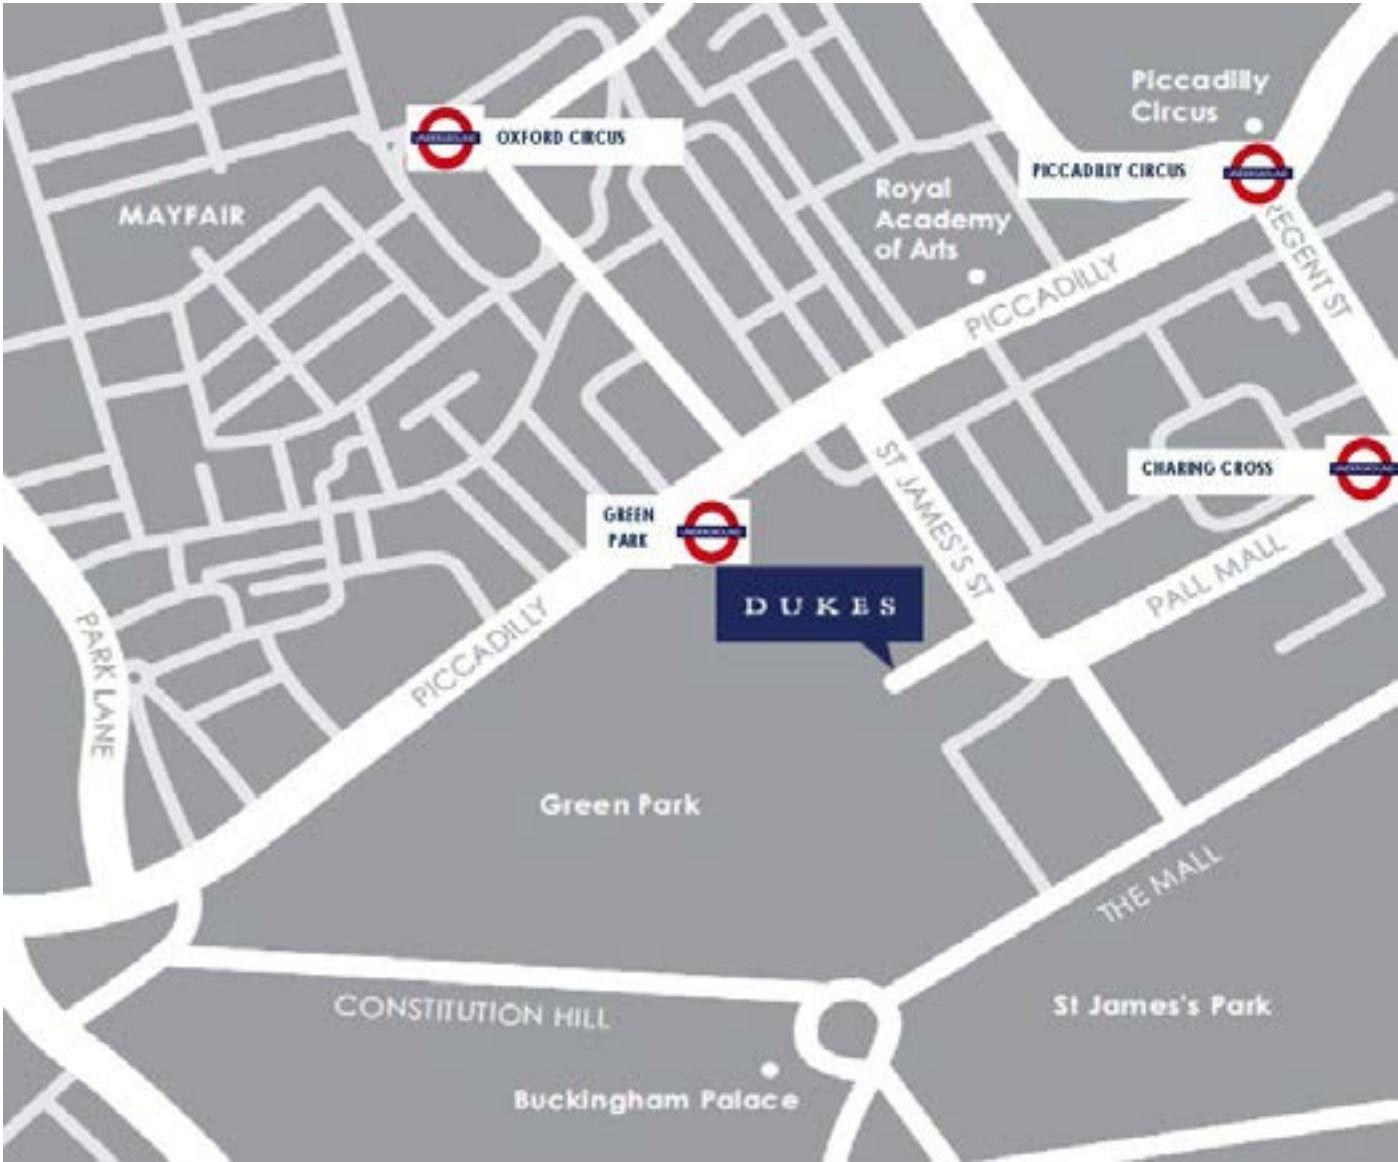 Piccadilly
Circus
OXFORD CIRCUS
PICCADILLY CIRCUS
Royal
Academy
of Arts
MAYFAIR
REGENT ST
PICCADILLY
ST JAMES'S ST
CHARING CROSS
UNDERGROUND
GREEN
PARK
UNDERGROUND
PALL MALL
DUKES
PICCADILLY
PARK LANE
Green Park
THE MALL
CONSTITUTION HILL
St James's Park
Buckingham Palace